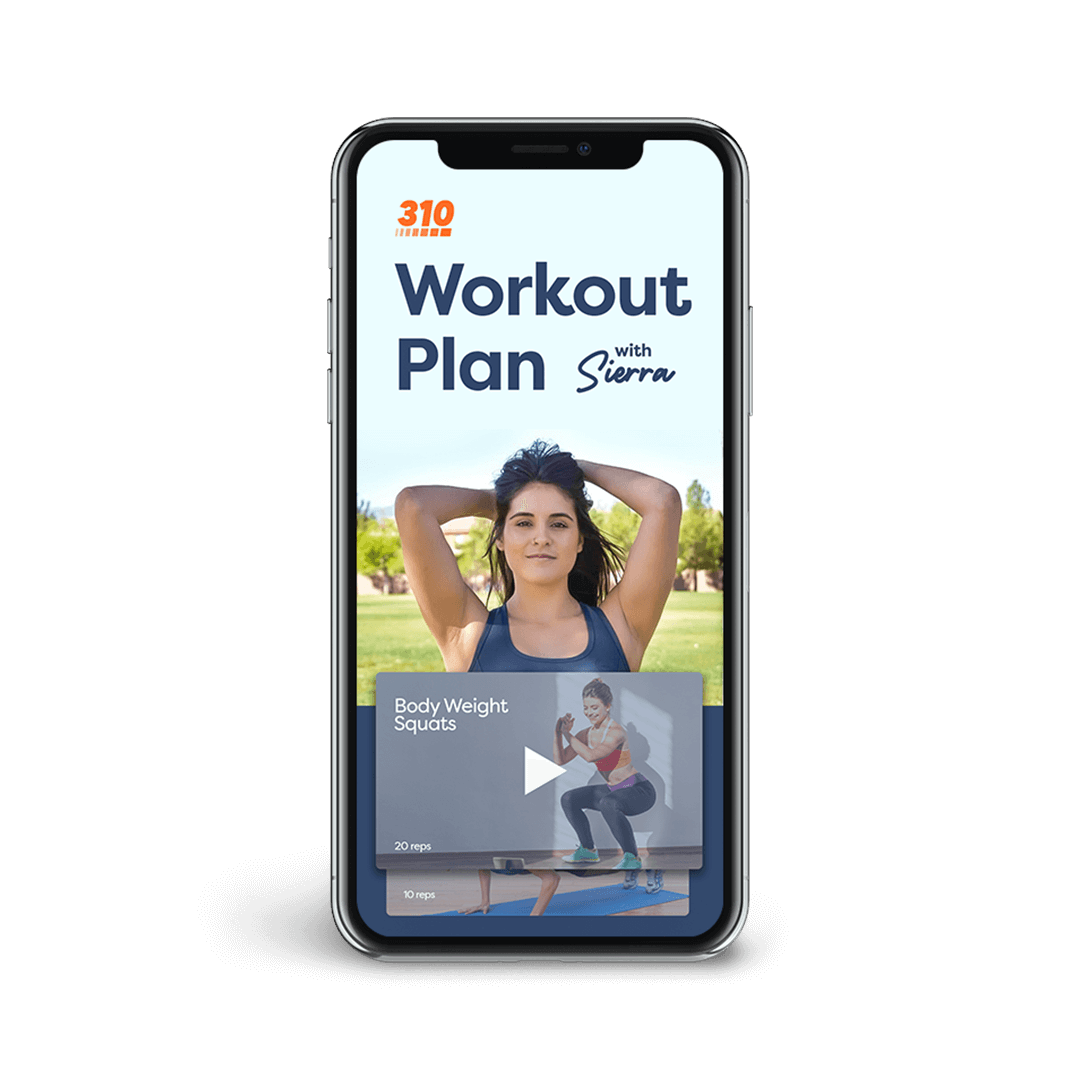 310
Workout
Plan with
Sierra
Body Weight
Squats
20 reps
10 reps